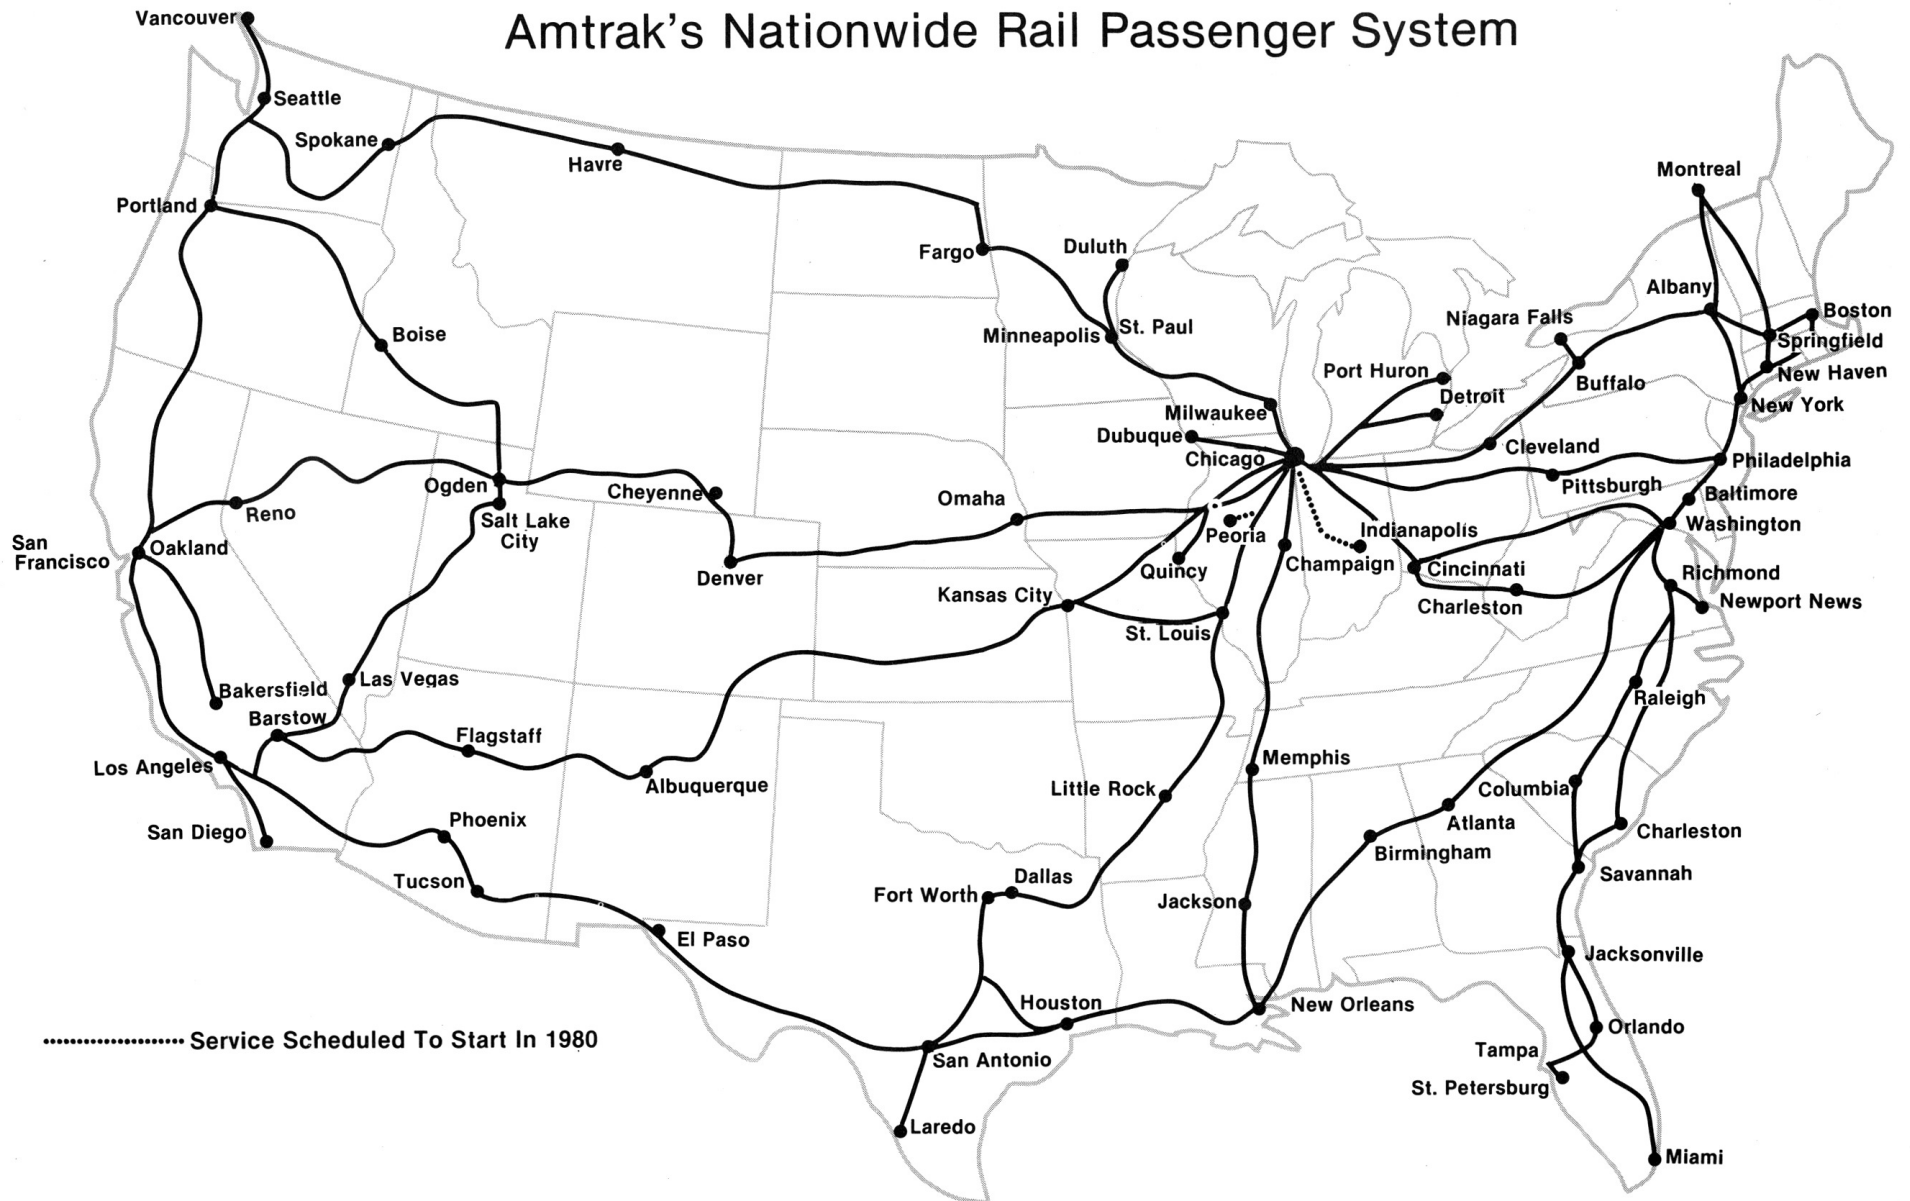 Amtrak's Nationwide Rail Passenger System
Vancouver
Seattle
Spokane
Havre
Portland
Fargo
Duluth
Montreal
Minneapolis
St. Paul
Boise
Albany
Boston
Niagara Falls
Springfield
Port Huron
Buffalo
New Haven
Detroit
New York
Milwaukee
Dubuque
Chicago
Cleveland
Philadelphia
Pittsburgh
Baltimore
Washington
Ogden
Cheyenne
Omaha
Reno
Salt Lake
City
Peoria
Indianapolis
San
Francisco
Oakland
Denver
Quincy
Champaign
Cincinnati
Richmond
Kansas City
Charleston
Newport News
St. Louis
Bakersfield
Las Vegas
Raleigh
Barstow
Flagstaff
Los Angeles
Albuquerque
Memphis
Little Rock
Columbia
San Diego
Phoenix
Atlanta
Charleston
Birmingham
Tucson
Dallas
Fort Worth
Savannah
Jackson
El Paso
Jacksonville
Houston
New Orleans
Orlando
Service Scheduled To Start In 1980
San Antonio
Tampa
St. Petersburg
Laredo
Miami